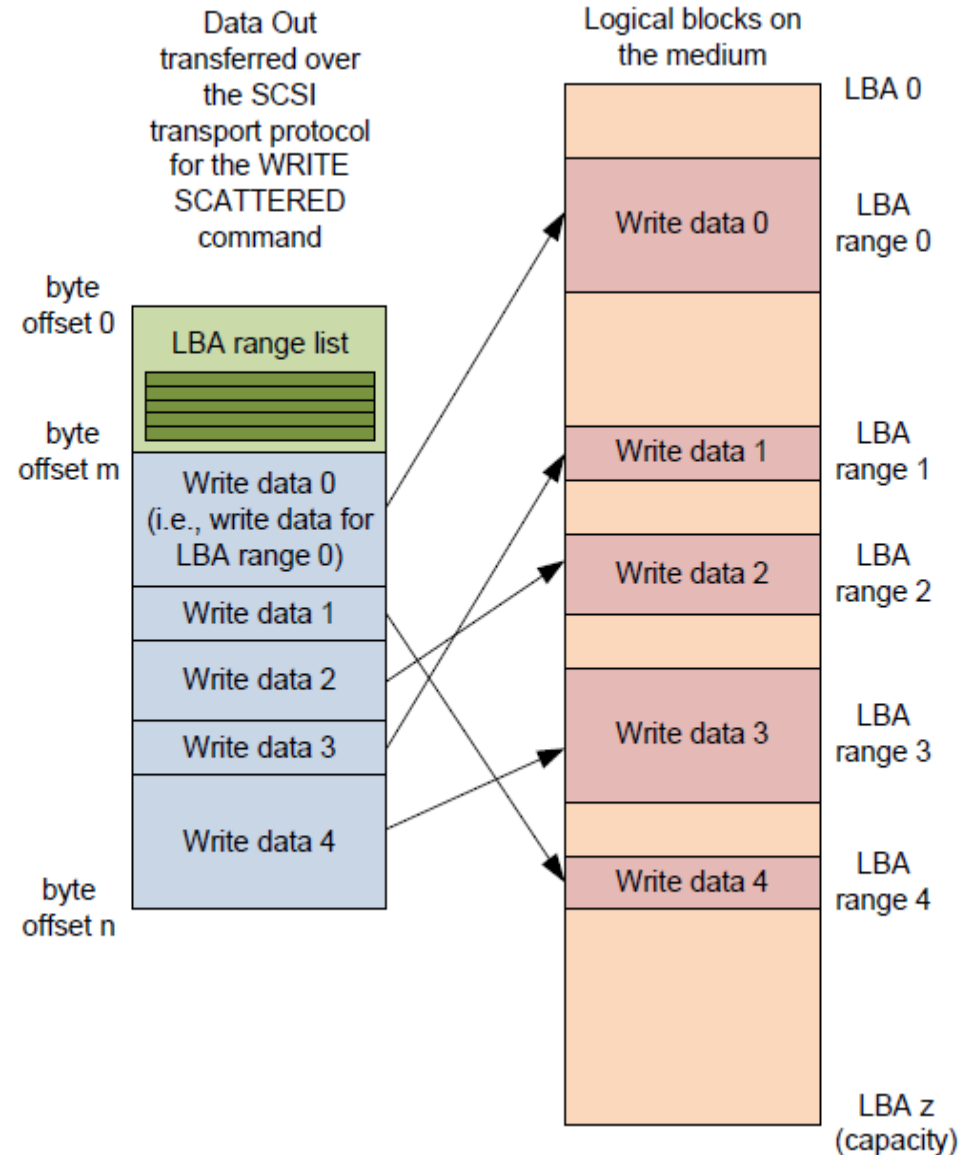 Data Out
transferred over
the SCSI
transport protocol
for the WRITE
SCATTERED
command
byte
offset 0
LBA range list
byte
offset m
Write data 0
(i.e., write data for
LBA range 0)
Write data 1
Write data 2
Write data 3
Write data 4
byte
offset n
Logical blocks on
the medium
LBA 0
Write data 0
LBA
range 0
Write data 1
LBA
range 1
Write data 2
LBA
range 2
Write data 3
LBA
range 3
Write data 4
LBA
range 4
LBA z
(capacity)